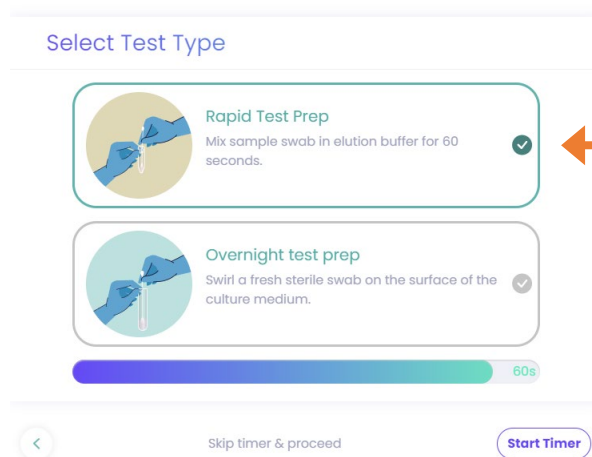 Select Test Type
Rapid Test Prep
Mix sample swab in elution buffer for 60
seconds.
Overnight test prep
Swirl a fresh sterile swab on the surface of the
culture medium.
60s
Skip timer & proceed
Start Timer